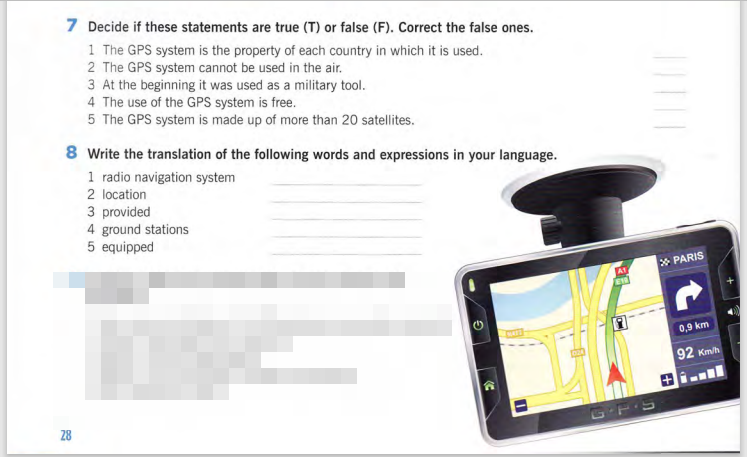 7 Decide if these statements are true (T) or false (F). Correct the false ones.
1 The GPS system is the property of each country in which it is used.
2 The GPS system cannot be used in the air.
3 At the beginning it was used as a military tool.
4 The use of the GPS system is free.
5 The GPS system is made up of more than 20 satellites.
8 Write the translation of the following words and expressions in your language.
1 radio navigation system
2 location
3 provided
4 ground stations
5 equipped
PARIS
A1
E19
0,9 km
92 Km/h
G·P·S
28